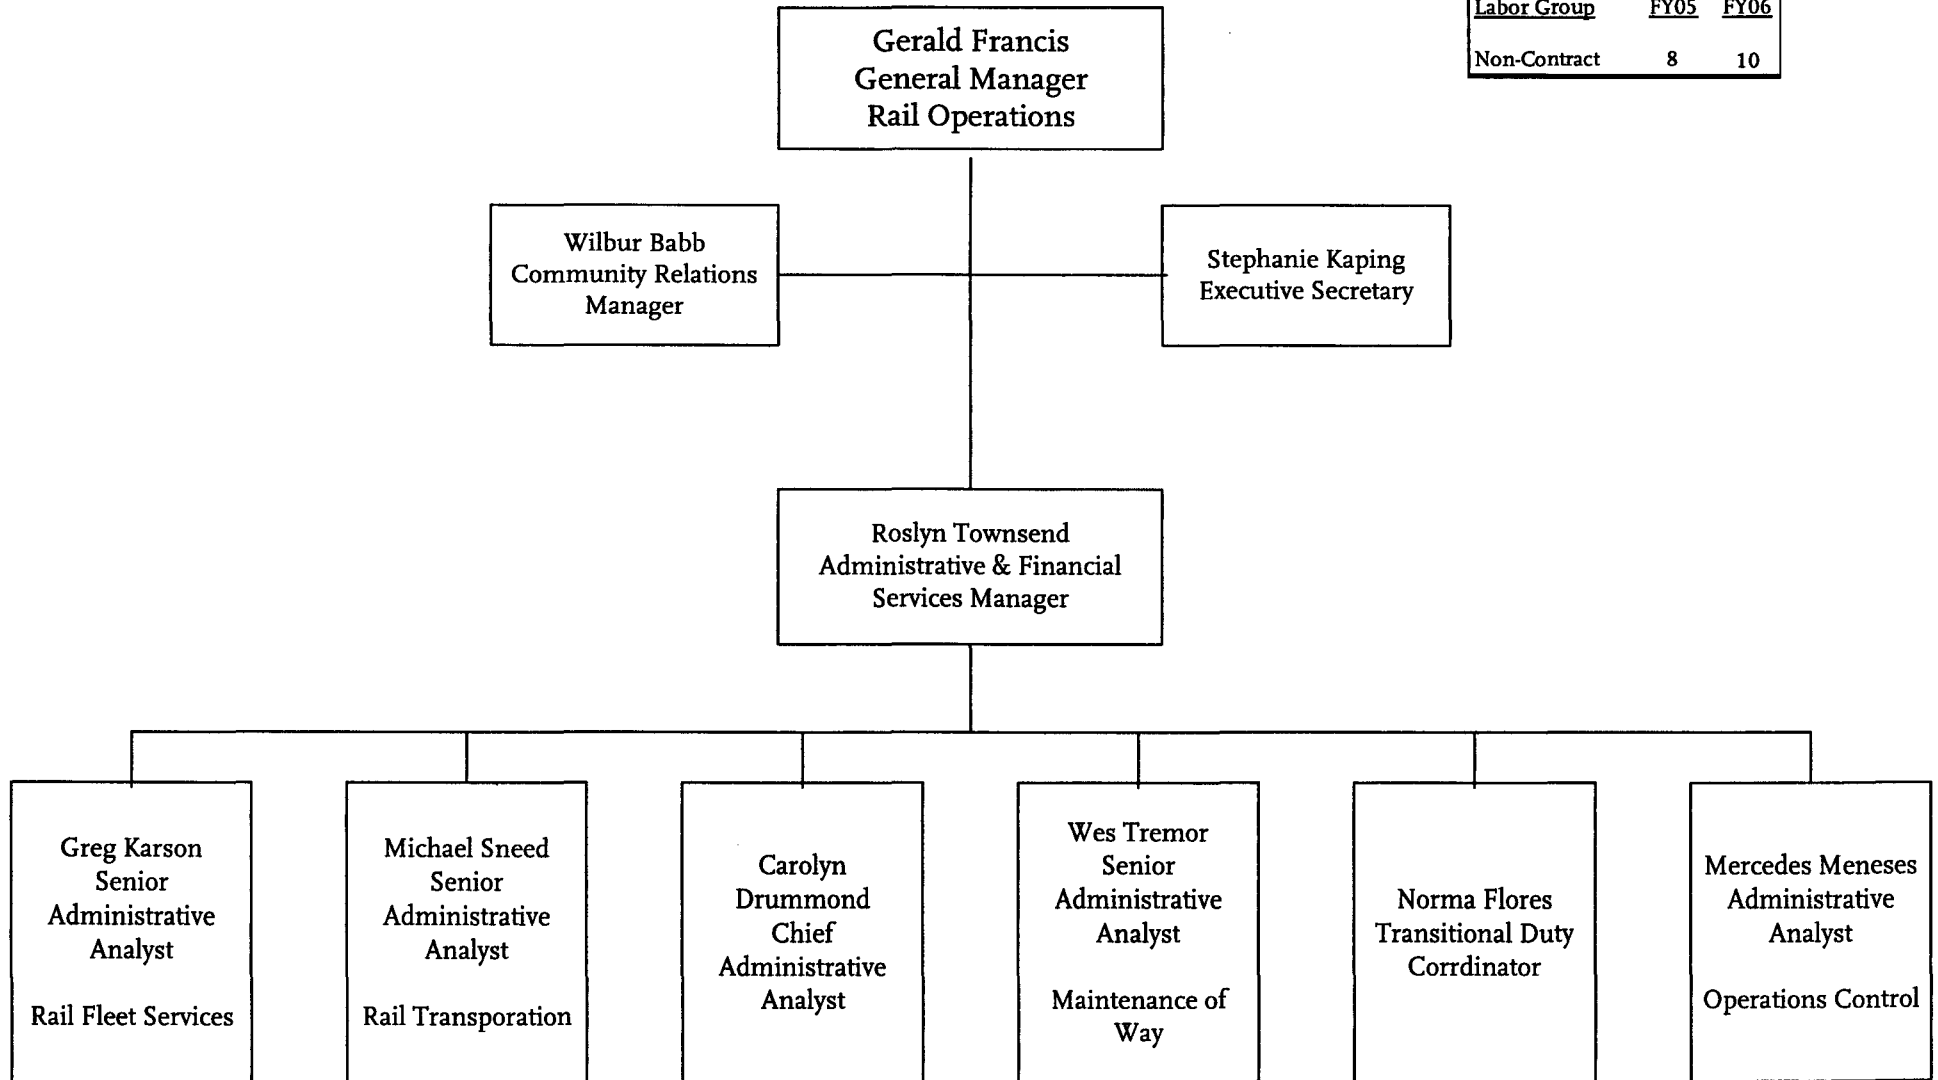 Labor Group FY05 FY06
Non-Contract 8 10
Gerald Francis
General Manager
Rail Operations
Wilbur Babb
Community Relations
Manager
Stephanie Kaping
Executive Secretary
Roslyn Townsend
Administrative & Financial
Services Manager
Greg Karson
Senior
Administrative
Analyst
Rail Fleet Services
Michael Sneed
Senior
Administrative
Analyst
Rail Transporation
Carolyn
Drummond
Chief
Administrative
Analyst
Wes Tremor
Senior
Administrative
Analyst
Maintenance of
Way
Norma Flores
Transitional Duty
Corrdinator
Mercedes Meneses
Administrative
Analyst
Operations Control